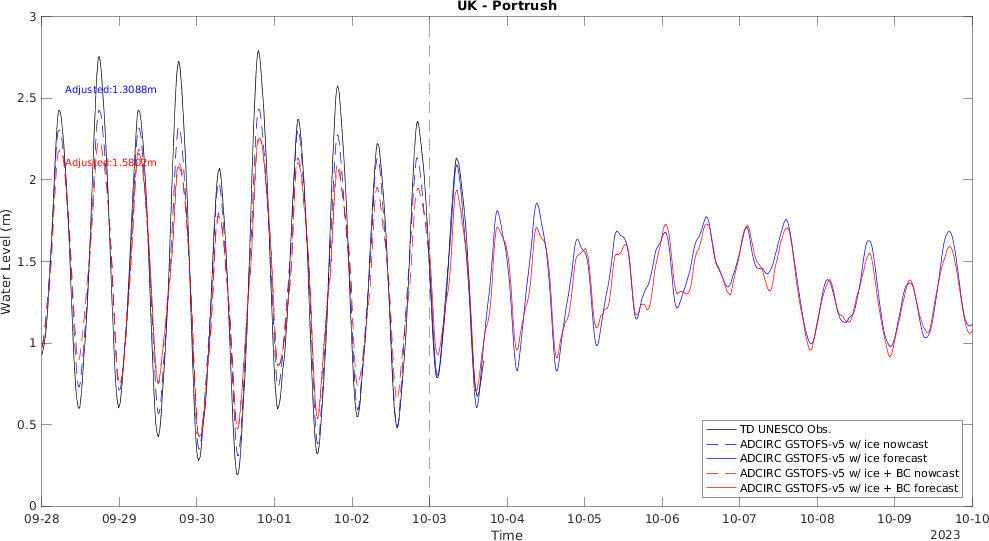 UK - Portrush
3
2.5
2
1.5
1
0.5
0
Water Level (m)
Adjusted:1.3088m
Adjusted:1.5802m
TD UNESCO Obs.
ADCIRC GSTOFS-v5 w/ ice nowcast
ADCIRC GSTOFS-v5 w/ ice forecast
ADCIRC GSTOFS-v5 w/ ice + BC nowcast
ADCIRC GSTOFS-v5 w/ ice + BC forecast
09-28 09-29 09-30 10-01 10-02 10-03 10-04 10-05 10-06 10-07 10-08 10-09 10-10
Time
2023